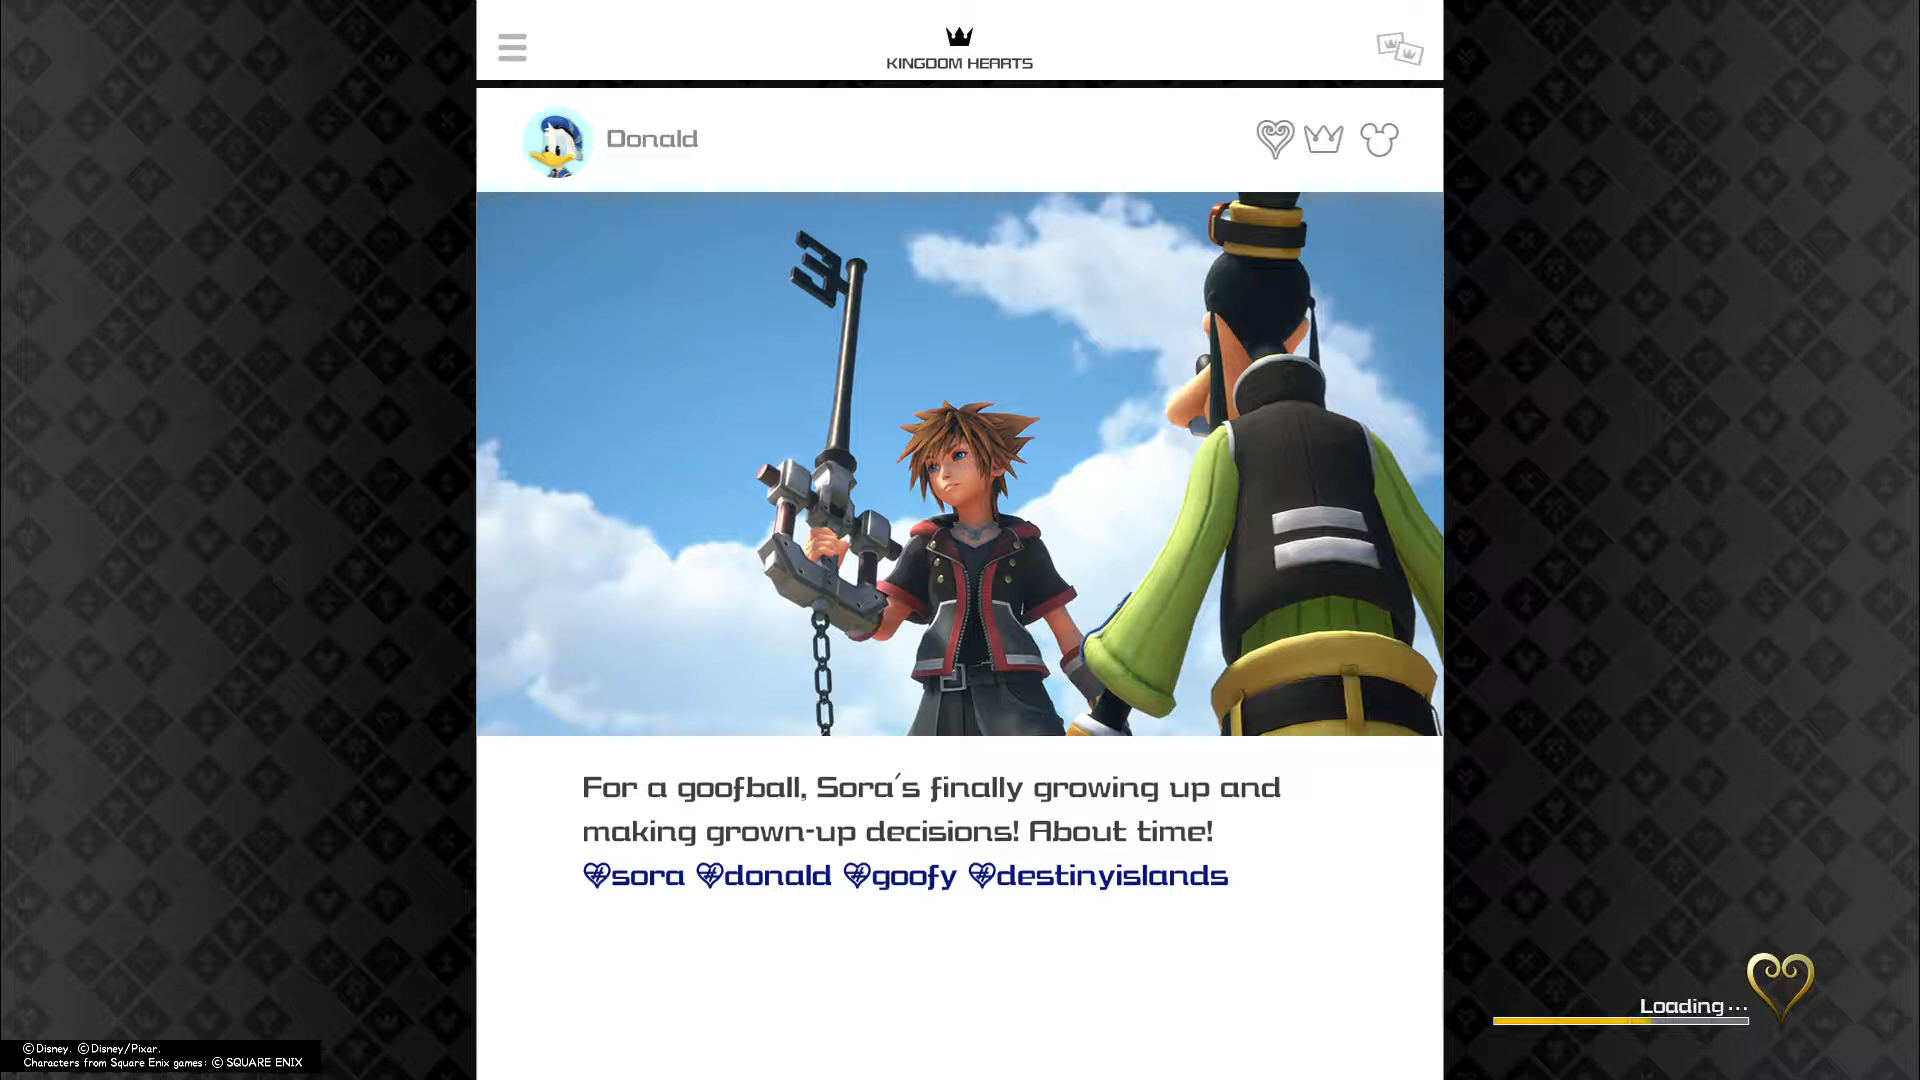 KINGDOM HEARTS
Donald
For a goofball, Sora's finally growing up and
making grown-up decisions! About time!
#sora #donald #goofy #destinyislands
Loading...
©Disney. ©Disney/Pixar.
Characters from Square Enix games: © SQUARE ENIX